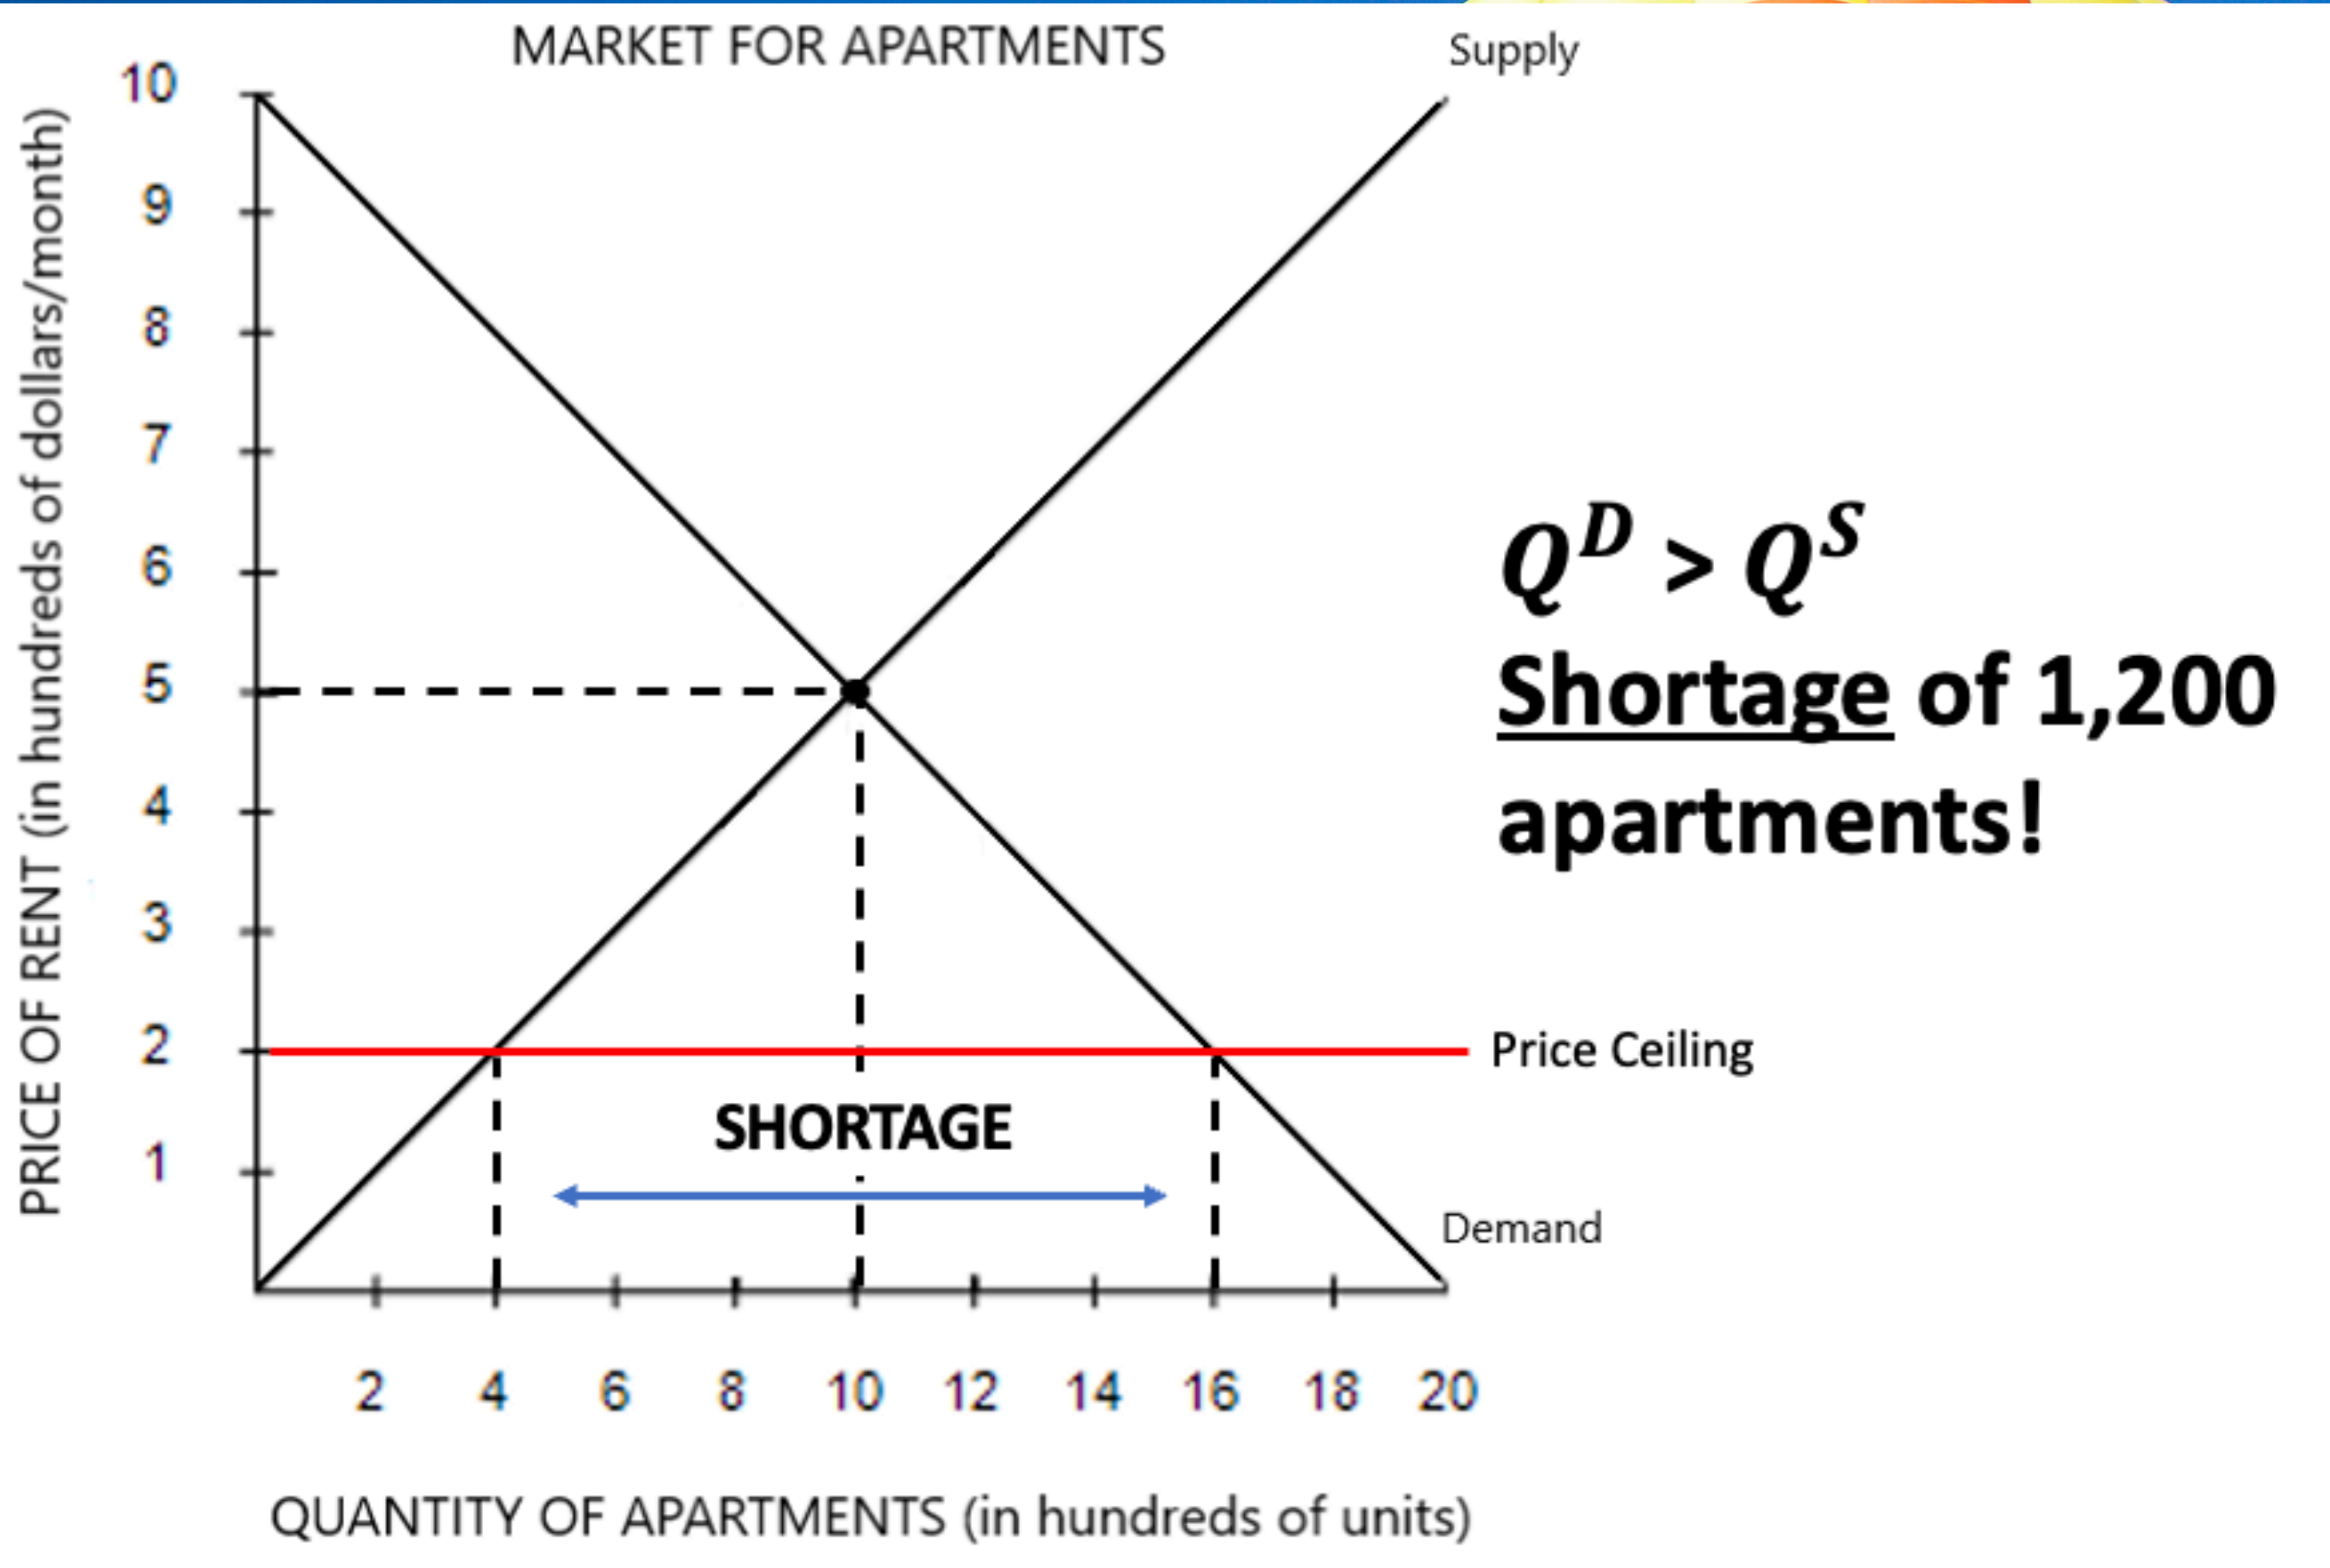 MARKET FOR APARTMENTS
Supply
PRICE OF RENT (in hundreds of dollars/month)
10
9
8
7
6
5
4
3
2
1
Q^D > Q^S
Shortage of 1,200
apartments!
Price Ceiling
SHORTAGE
Demand
2 4 6 8 10 12 14 16 18 20
QUANTITY OF APARTMENTS (in hundreds of units)